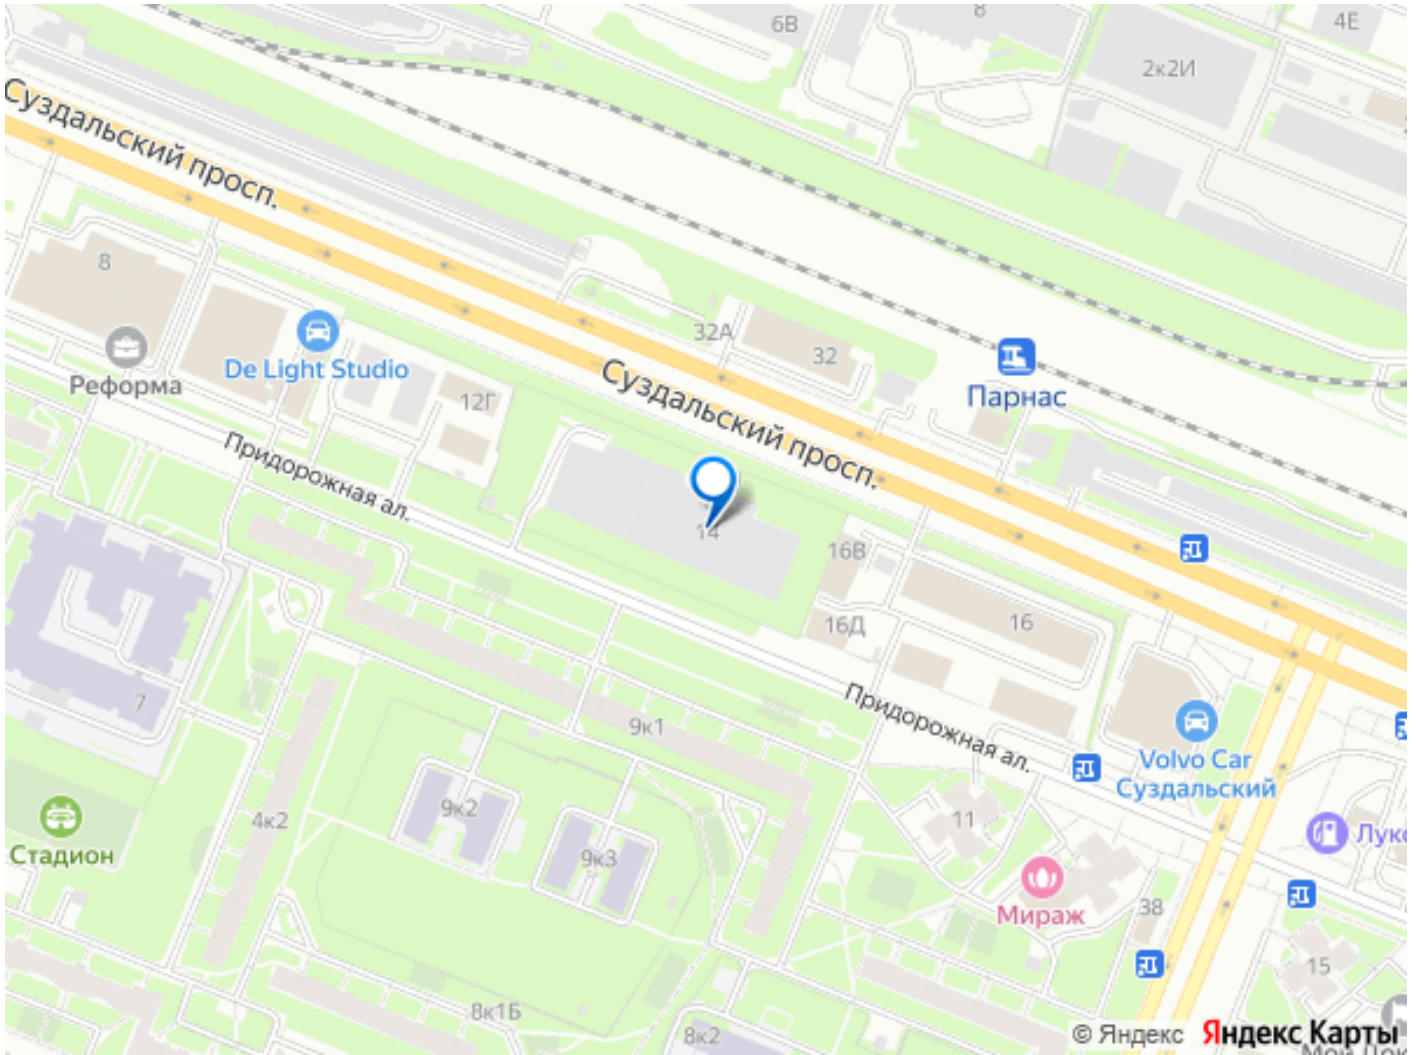 6В
8
4Е
2к2И
Суздальский просп.
8
32А
32
De Light Studio
Реформа
12Г
Суздальский просп.
Парнас
Придорожная ал.
14
16В
16Д
16
7
9к1
Придорожная ал.
Volvo Car
Суздальский
9к2
4к2
11
Стадион
9к3
Мираж
38
15
8к1Б
8к2
© Яндекс
Яндекс Карты